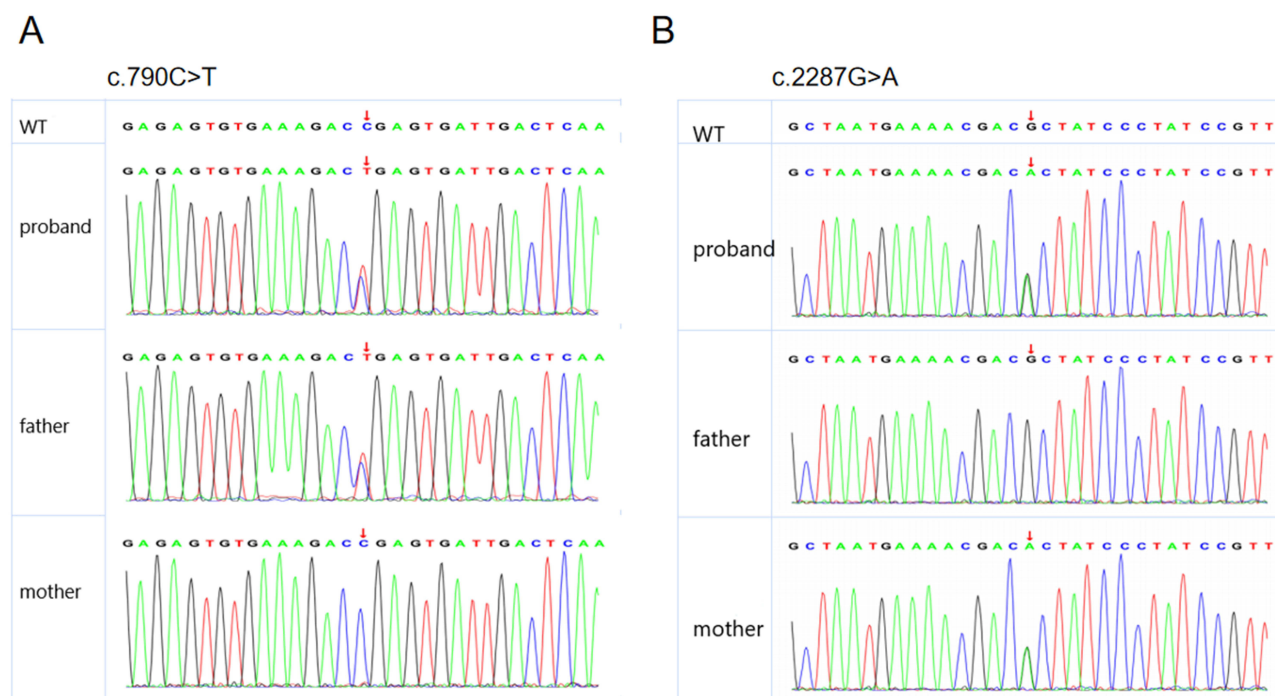 A
c.790C>T
WT
GAGAGTGTGAAAGACCGAGTGATTGACTCAA
proband
GAGAGTGTGAAAGACTGAGTGATTGACTCAA
father
GAGAGTGTGAAAGACTGAGTGATTGACTCAA
mother
GAGAGTGTGAAAGACCGAGTGATTGACTCAA
B
c.2287G>A
WT
GCTAATGAAAACGACGCTATCCCTATCCGTT
proband
GCTAATGAAAACGACACTATCCCTATCCGTT
father
GCTAATGAAAACGACGCTATCCCTATCCGTT
mother
GCTAATGAAAACGACACTATCCCTATCCGTT